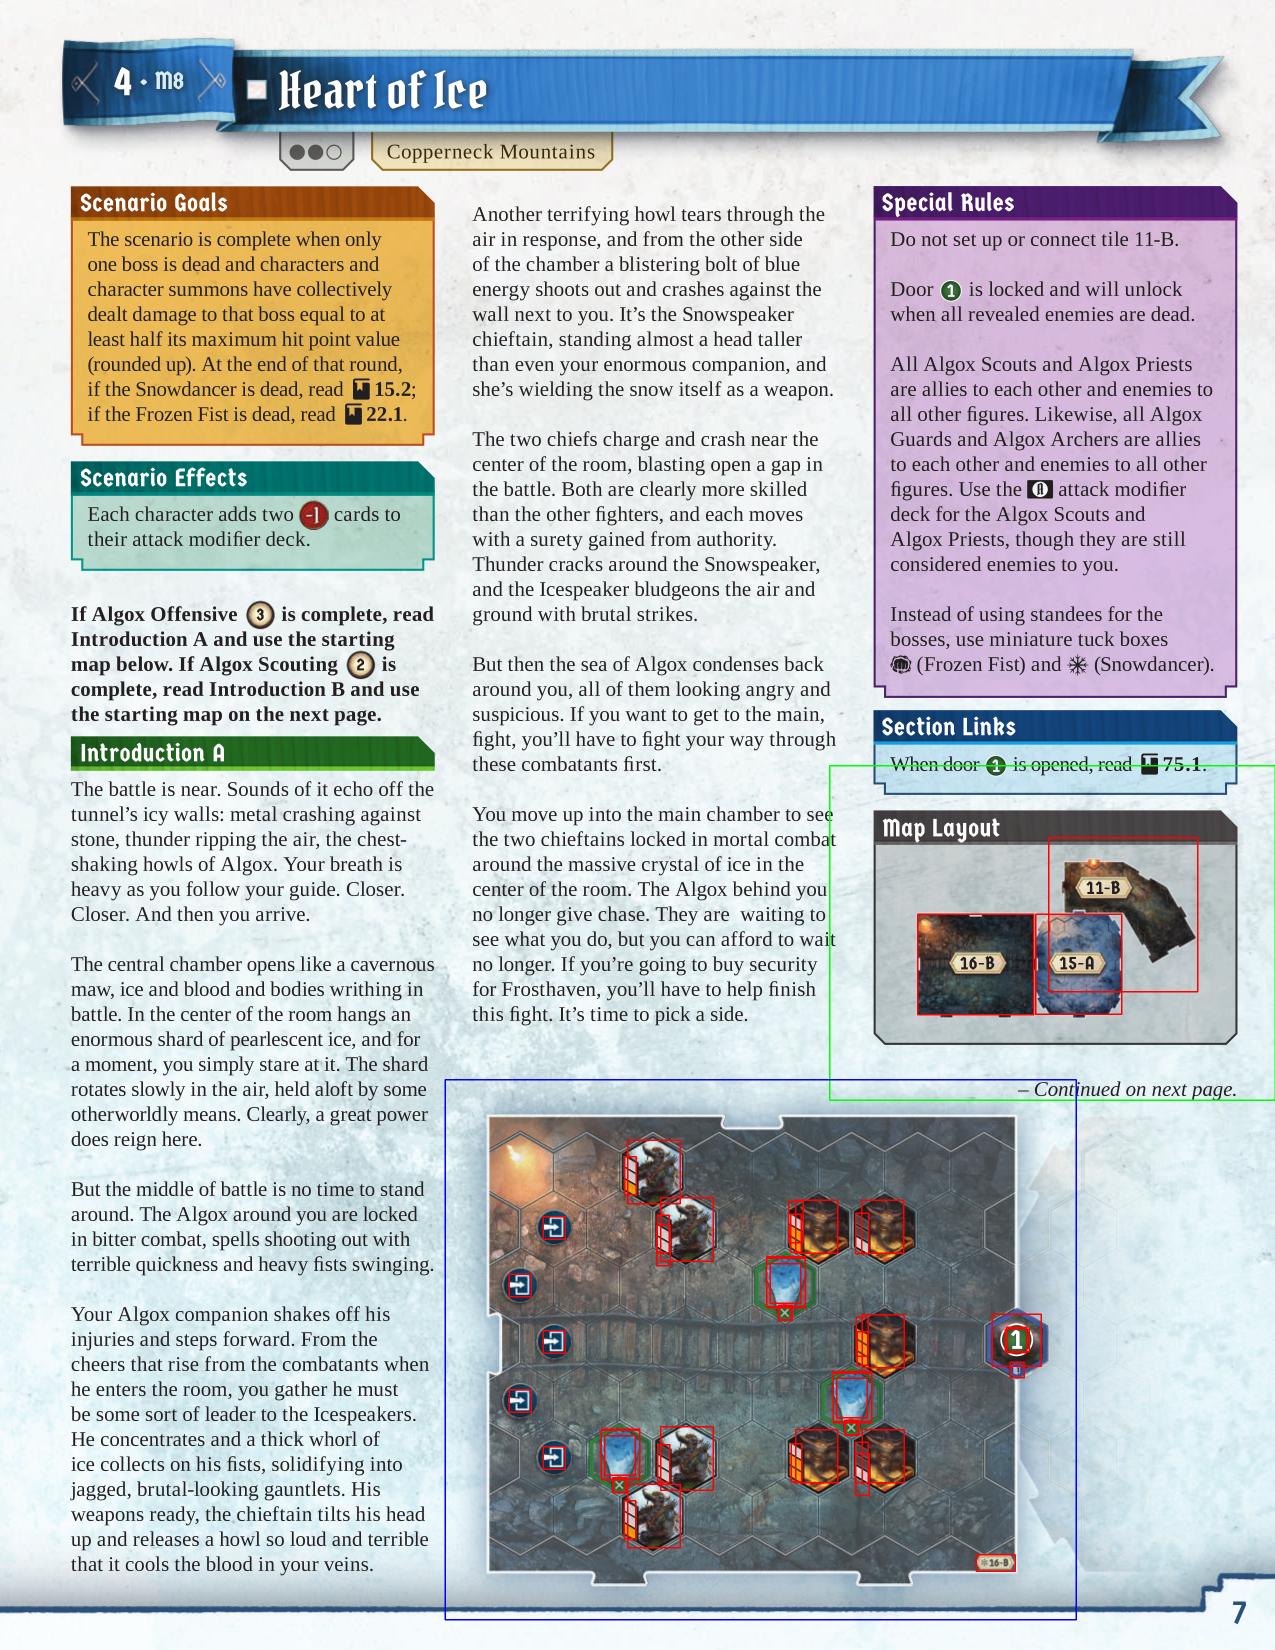 4 · M8
Heart of Ice
Copperneck Mountains
Scenario Goals
The scenario is complete when only
one boss is dead and characters and
character summons have collectively
dealt damage to that boss equal to at
least half its maximum hit point value
(rounded up). At the end of that round,
if the Snowdancer is dead, read 15.2;
if the Frozen Fist is dead, read 22.1.
Scenario Effects
Each character adds two -1 cards to
their attack modifier deck.
If Algox Offensive 3 is complete, read
Introduction A and use the starting
map below. If Algox Scouting 2 is
complete, read Introduction B and use
the starting map on the next page.
Introduction A
The battle is near. Sounds of it echo off the
tunnel’s icy walls: metal crashing against
stone, thunder ripping the air, the chest-
shaking howls of Algox. Your breath is
heavy as you follow your guide. Closer.
Closer. And then you arrive.
The central chamber opens like a cavernous
maw, ice and blood and bodies writhing in
battle. In the center of the room hangs an
enormous shard of pearlescent ice, and for
a moment, you simply stare at it. The shard
rotates slowly in the air, held aloft by some
otherworldly means. Clearly, a great power
does reign here.
But the middle of battle is no time to stand
around. The Algox around you are locked
in bitter combat, spells shooting out with
terrible quickness and heavy fists swinging.
Your Algox companion shakes off his
injuries and steps forward. From the
cheers that rise from the combatants when
he enters the room, you gather he must
be some sort of leader to the Icespeakers.
He concentrates and a thick whorl of
ice collects on his fists, solidifying into
jagged, brutal-looking gauntlets. His
weapons ready, the chieftain tilts his head
up and releases a howl so loud and terrible
that it cools the blood in your veins.
Another terrifying howl tears through the
air in response, and from the other side
of the chamber a blistering bolt of blue
energy shoots out and crashes against the
wall next to you. It’s the Snowspeaker
chieftain, standing almost a head taller
than even your enormous companion, and
she’s wielding the snow itself as a weapon.
The two chiefs charge and crash near the
center of the room, blasting open a gap in
the battle. Both are clearly more skilled
than the other fighters, and each moves
with a surety gained from authority.
Thunder cracks around the Snowspeaker,
and the Icespeaker bludgeons the air and
ground with brutal strikes.
But then the sea of Algox condenses back
around you, all of them looking angry and
suspicious. If you want to get to the main,
fight, you’ll have to fight your way through
these combatants first.
You move up into the main chamber to see
the two chieftains locked in mortal combat
around the massive crystal of ice in the
center of the room. The Algox behind you
no longer give chase. They are waiting to
see what you do, but you can afford to wait
no longer. If you’re going to buy security
for Frosthaven, you’ll have to help finish
this fight. It’s time to pick a side.
Special Rules
Do not set up or connect tile 11-B.
Door 1 is locked and will unlock
when all revealed enemies are dead.
All Algox Scouts and Algox Priests
are allies to each other and enemies to
all other figures. Likewise, all Algox
Guards and Algox Archers are allies
to each other and enemies to all other
figures. Use the A attack modifier
deck for the Algox Scouts and
Algox Priests, though they are still
considered enemies to you.
Instead of using standees for the
bosses, use miniature tuck boxes
(Frozen Fist) and (Snowdancer).
Section Links
When door 1 is opened, read 75.1.
Map Layout
11-B
16-B
15-A
– Continued on next page.
1
16-B
7